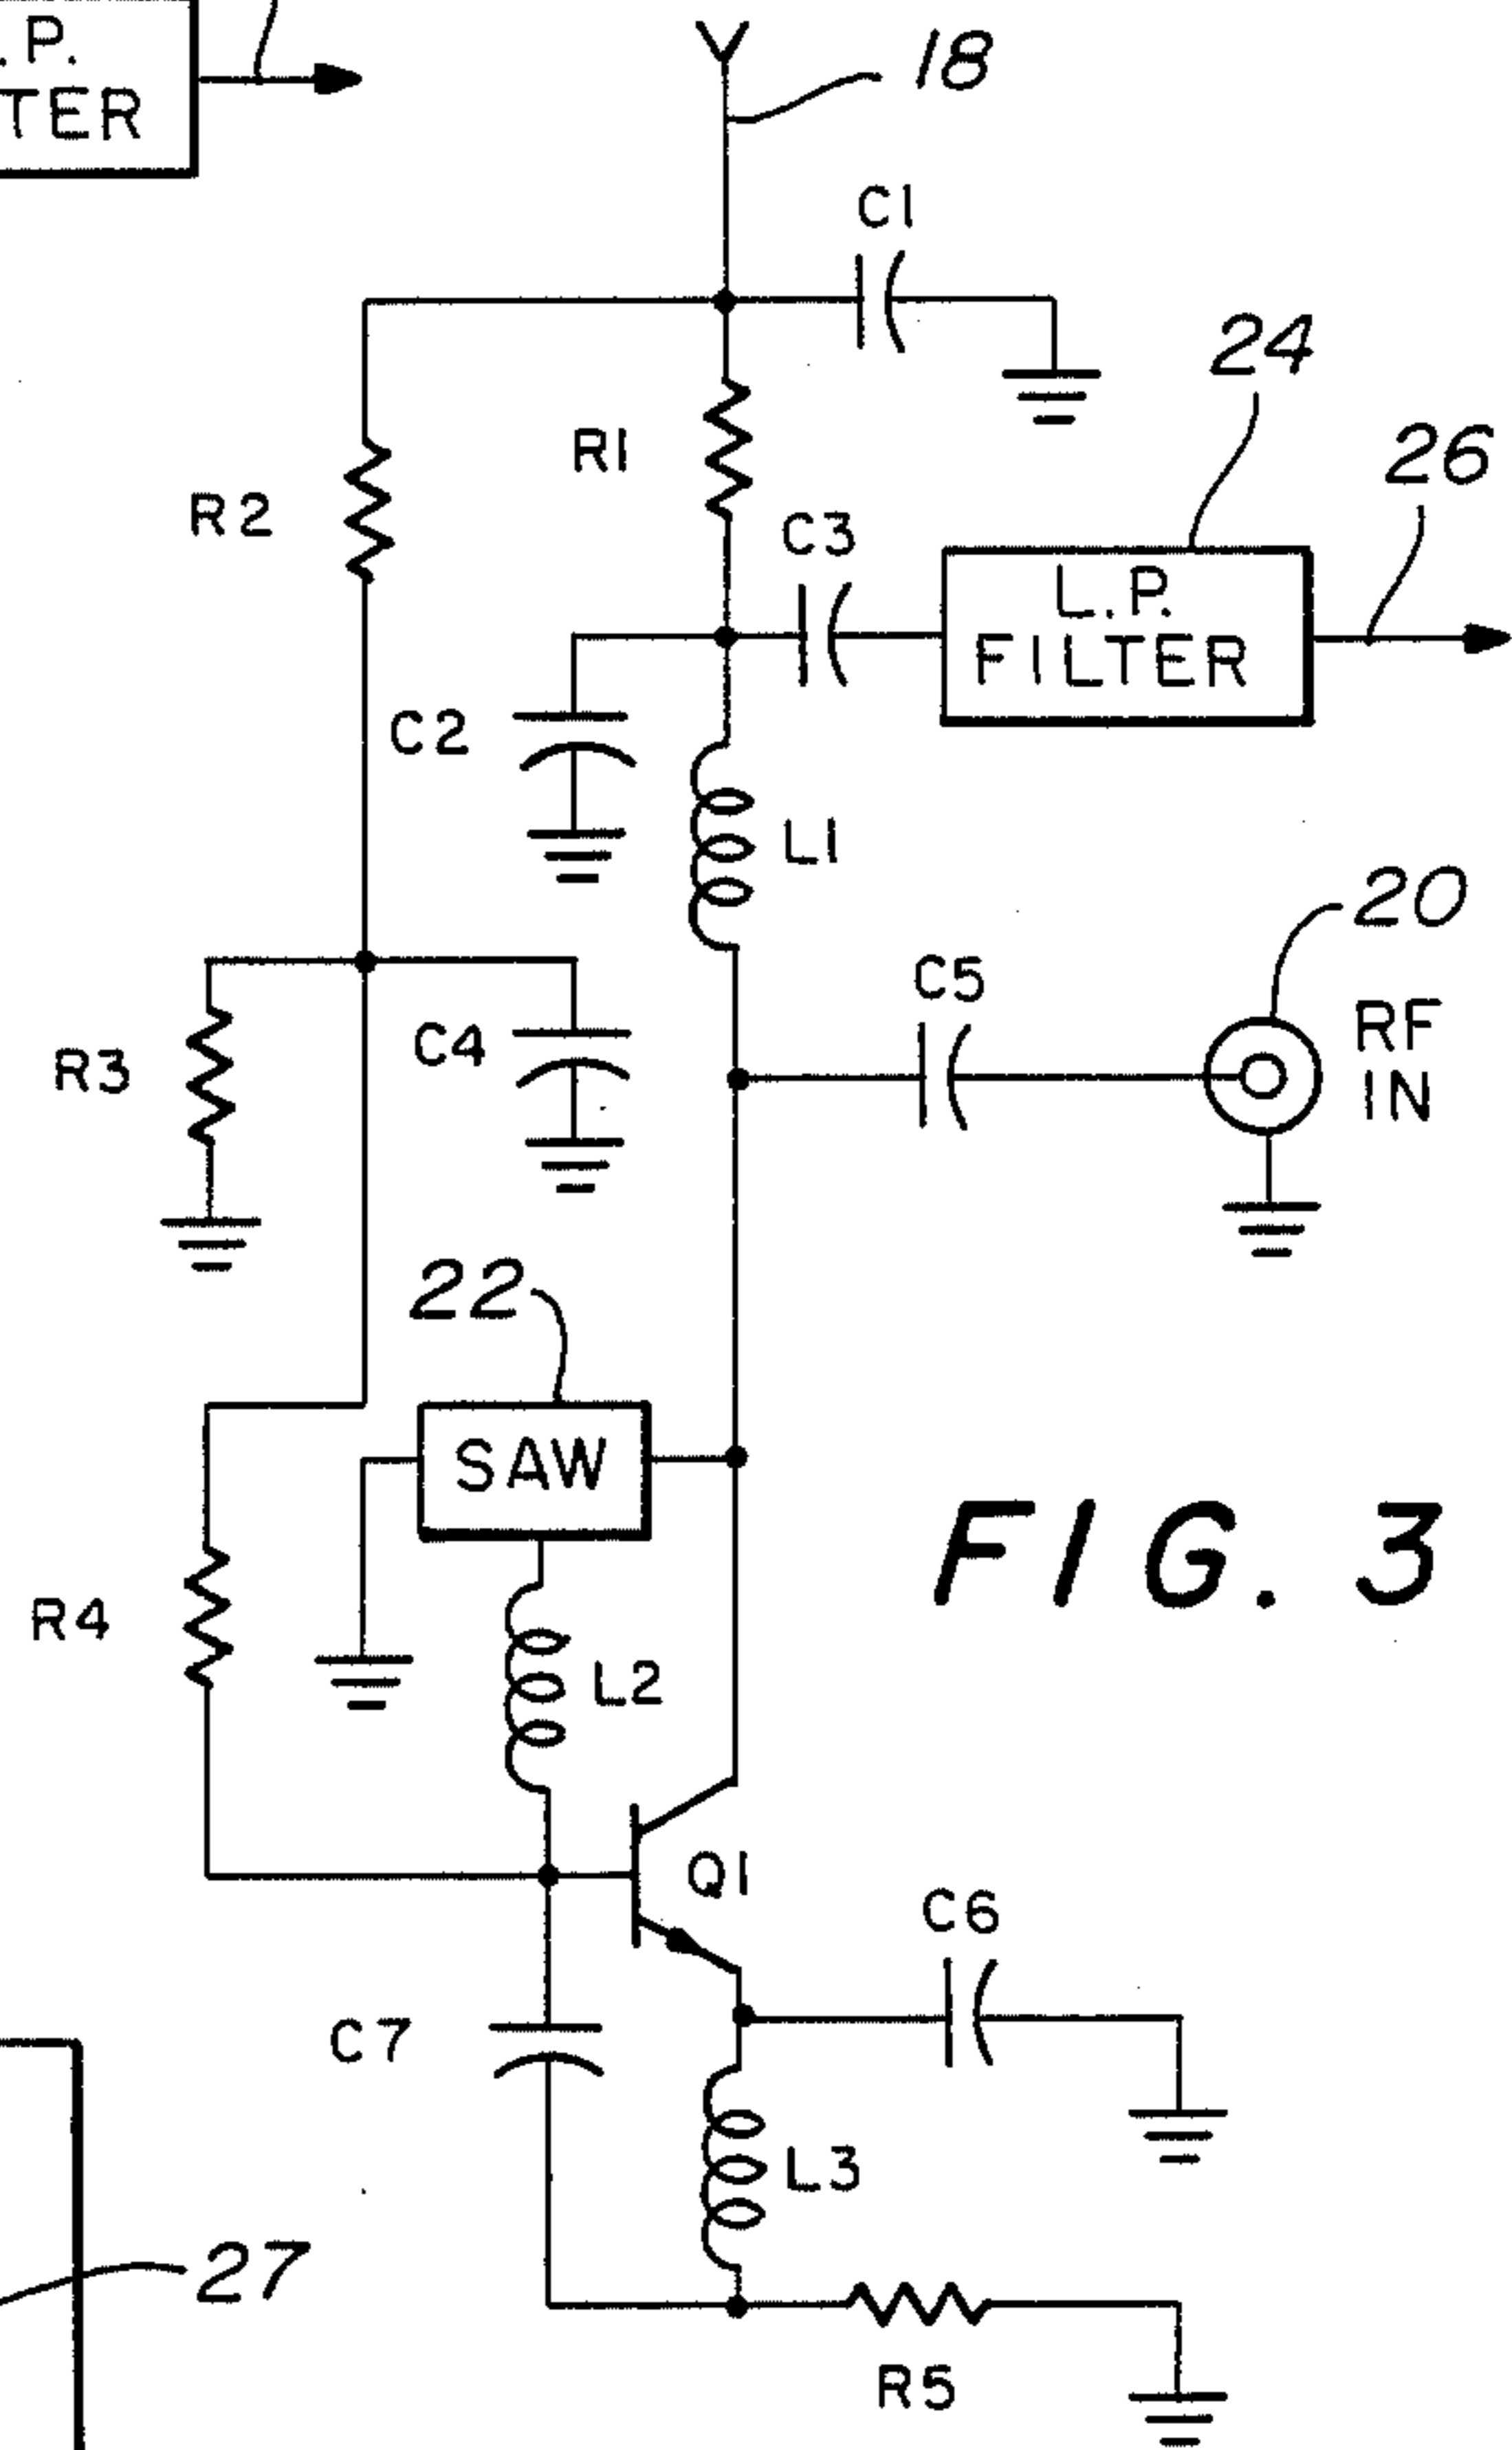 .P.
TER
18
C1
24
R1
26
R2
C3
L.P.
FILTER
C2
L1
20
C5
RF
IN
R3
C4
22
SAW
FIG. 3
R4
L2
Q1
C6
C7
L3
27
R5